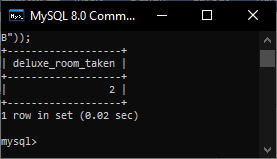 MySQL 8.0 Comm...
B"));
+--------------------+
| deluxe_room_taken |
+--------------------+
| 2 |
+--------------------+
1 row in set (0.02 sec)
mysql>